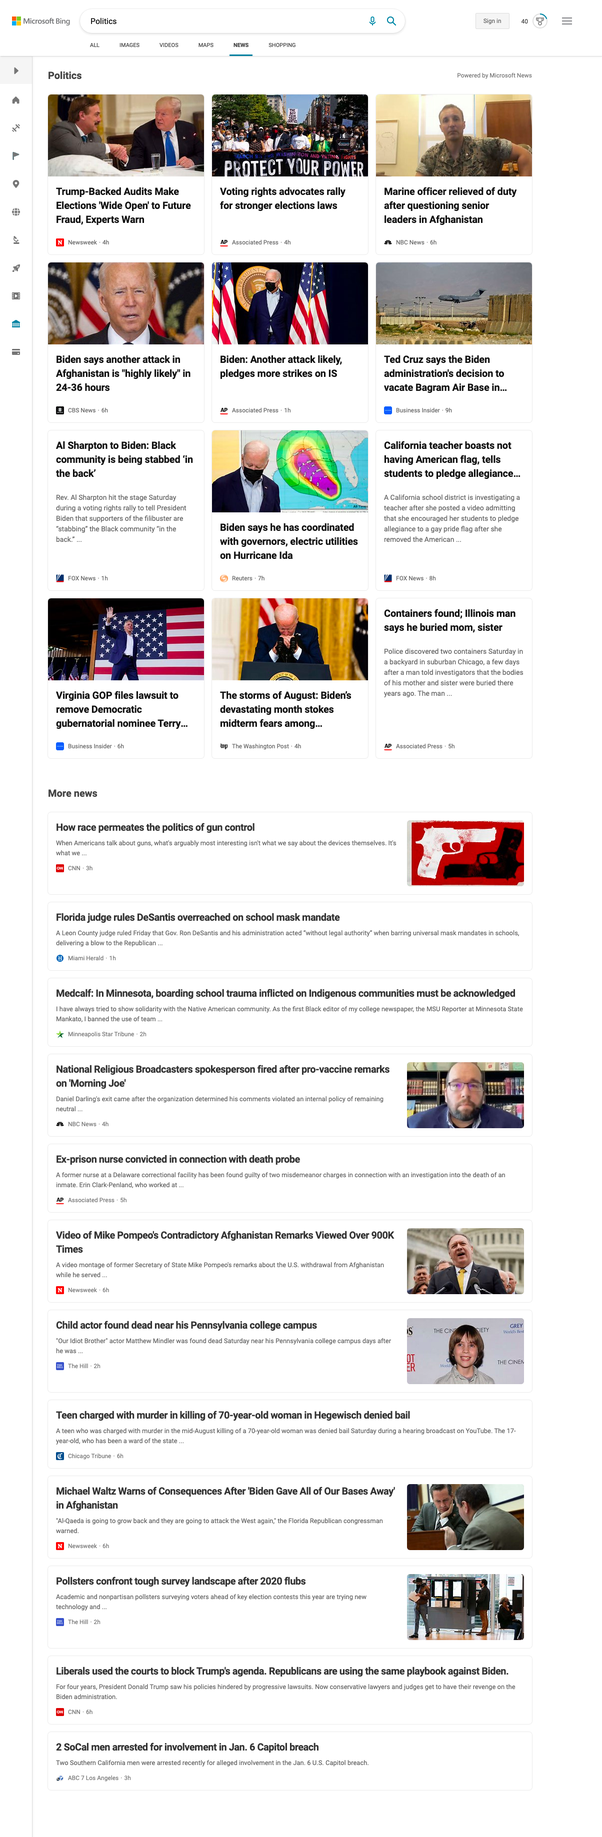 Microsoft Bing
Politics
Sign in
40
ALL
IMAGES
VIDEOS
MAPS
NEWS
SHOPPING
Politics
Powered by Microsoft News
Trump-Backed Audits Make
Elections 'Wide Open' to Future
Fraud, Experts Warn
Newsweek · 4h
PROTECT YOUR POWER
Voting rights advocates rally
for stronger elections laws
AP Associated Press · 4h
Marine officer relieved of duty
after questioning senior
leaders in Afghanistan
NBC News · 6h
Biden says another attack in
Afghanistan is "highly likely" in
24-36 hours
CBS News · 6h
Biden: Another attack likely,
pledges more strikes on IS
AP Associated Press · 1h
Ted Cruz says the Biden
administration's decision to
vacate Bagram Air Base in...
Business Insider · 9h
Al Sharpton to Biden: Black
community is being stabbed 'in
the back'
Rev. Al Sharpton hit the stage Saturday
during a voting rights rally to tell President
Biden that supporters of the filibuster are
"stabbing" the Black community "in the
back." ...
FOX News · 1h
Biden says he has coordinated
with governors, electric utilities
on Hurricane Ida
Reuters · 7h
California teacher boasts not
having American flag, tells
students to pledge allegiance...
A California school district is investigating a
teacher after she posted a video admitting
that she encouraged her students to pledge
allegiance to a gay pride flag after she
removed the American ...
FOX News · 8h
Virginia GOP files lawsuit to
remove Democratic
gubernatorial nominee Terry...
Business Insider · 6h
The storms of August: Biden's
devastating month stokes
midterm fears among...
wp The Washington Post · 4h
Containers found; Illinois man
says he buried mom, sister
Police discovered two containers Saturday in
a backyard in suburban Chicago, a few days
after a man told investigators that the bodies
of his mother and sister were buried there
years ago. The man ...
AP Associated Press · 5h
More news
How race permeates the politics of gun control
When Americans talk about guns, what's arguably most interesting isn't what we say about the devices themselves. It's
what we ...
CNN · 3h
Florida judge rules DeSantis overreached on school mask mandate
A Leon County judge ruled Friday that Gov. Ron DeSantis and his administration acted "without legal authority" when barring universal mask mandates in schools,
delivering a blow to the Republican ...
Miami Herald · 1h
Medcalf: In Minnesota, boarding school trauma inflicted on Indigenous communities must be acknowledged
I have always tried to show solidarity with the Native American community. As the first Black editor of my college newspaper, the MSU Reporter at Minnesota State
Mankato, I banned the use of team ...
Minneapolis Star Tribune · 2h
National Religious Broadcasters spokesperson fired after pro-vaccine remarks
on 'Morning Joe'
Daniel Darling's exit came after the organization determined his comments violated an internal policy of remaining
neutral ...
NBC News · 4h
Ex-prison nurse convicted in connection with death probe
A former nurse at a Delaware correctional facility has been found guilty of two misdemeanor charges in connection with an investigation into the death of an
inmate. Erin Clark-Penland, who worked at ...
AP Associated Press · 5h
Video of Mike Pompeo's Contradictory Afghanistan Remarks Viewed Over 900K
Times
A video montage of former Secretary of State Mike Pompeo's remarks about the U.S. withdrawal from Afghanistan
while he served ...
Newsweek · 6h
Child actor found dead near his Pennsylvania college campus
"Our Idiot Brother" actor Matthew Mindler was found dead Saturday near his Pennsylvania college campus days after
he was ...
The Hill · 2h
Teen charged with murder in killing of 70-year-old woman in Hegewisch denied bail
A teen who was charged with murder in the mid-August killing of a 70-year-old woman was denied bail Saturday during a hearing broadcast on YouTube. The 17-
year-old, who has been a ward of the state ...
Chicago Tribune · 6h
Michael Waltz Warns of Consequences After 'Biden Gave All of Our Bases Away'
in Afghanistan
"Al-Qaeda is going to grow back and they are going to attack the West again," the Florida Republican congressman
warned.
Newsweek · 6h
Pollsters confront tough survey landscape after 2020 flubs
Academic and nonpartisan pollsters surveying voters ahead of key election contests this year are trying new
technology and ...
The Hill · 2h
Liberals used the courts to block Trump's agenda. Republicans are using the same playbook against Biden.
For four years, President Donald Trump saw his policies hindered by progressive lawsuits. Now conservative lawyers and judges get to have their revenge on the
Biden administration.
CNN · 6h
2 SoCal men arrested for involvement in Jan. 6 Capitol breach
Two Southern California men were arrested recently for alleged involvement in the Jan. 6 U.S. Capitol breach.
ABC 7 Los Angeles · 3h